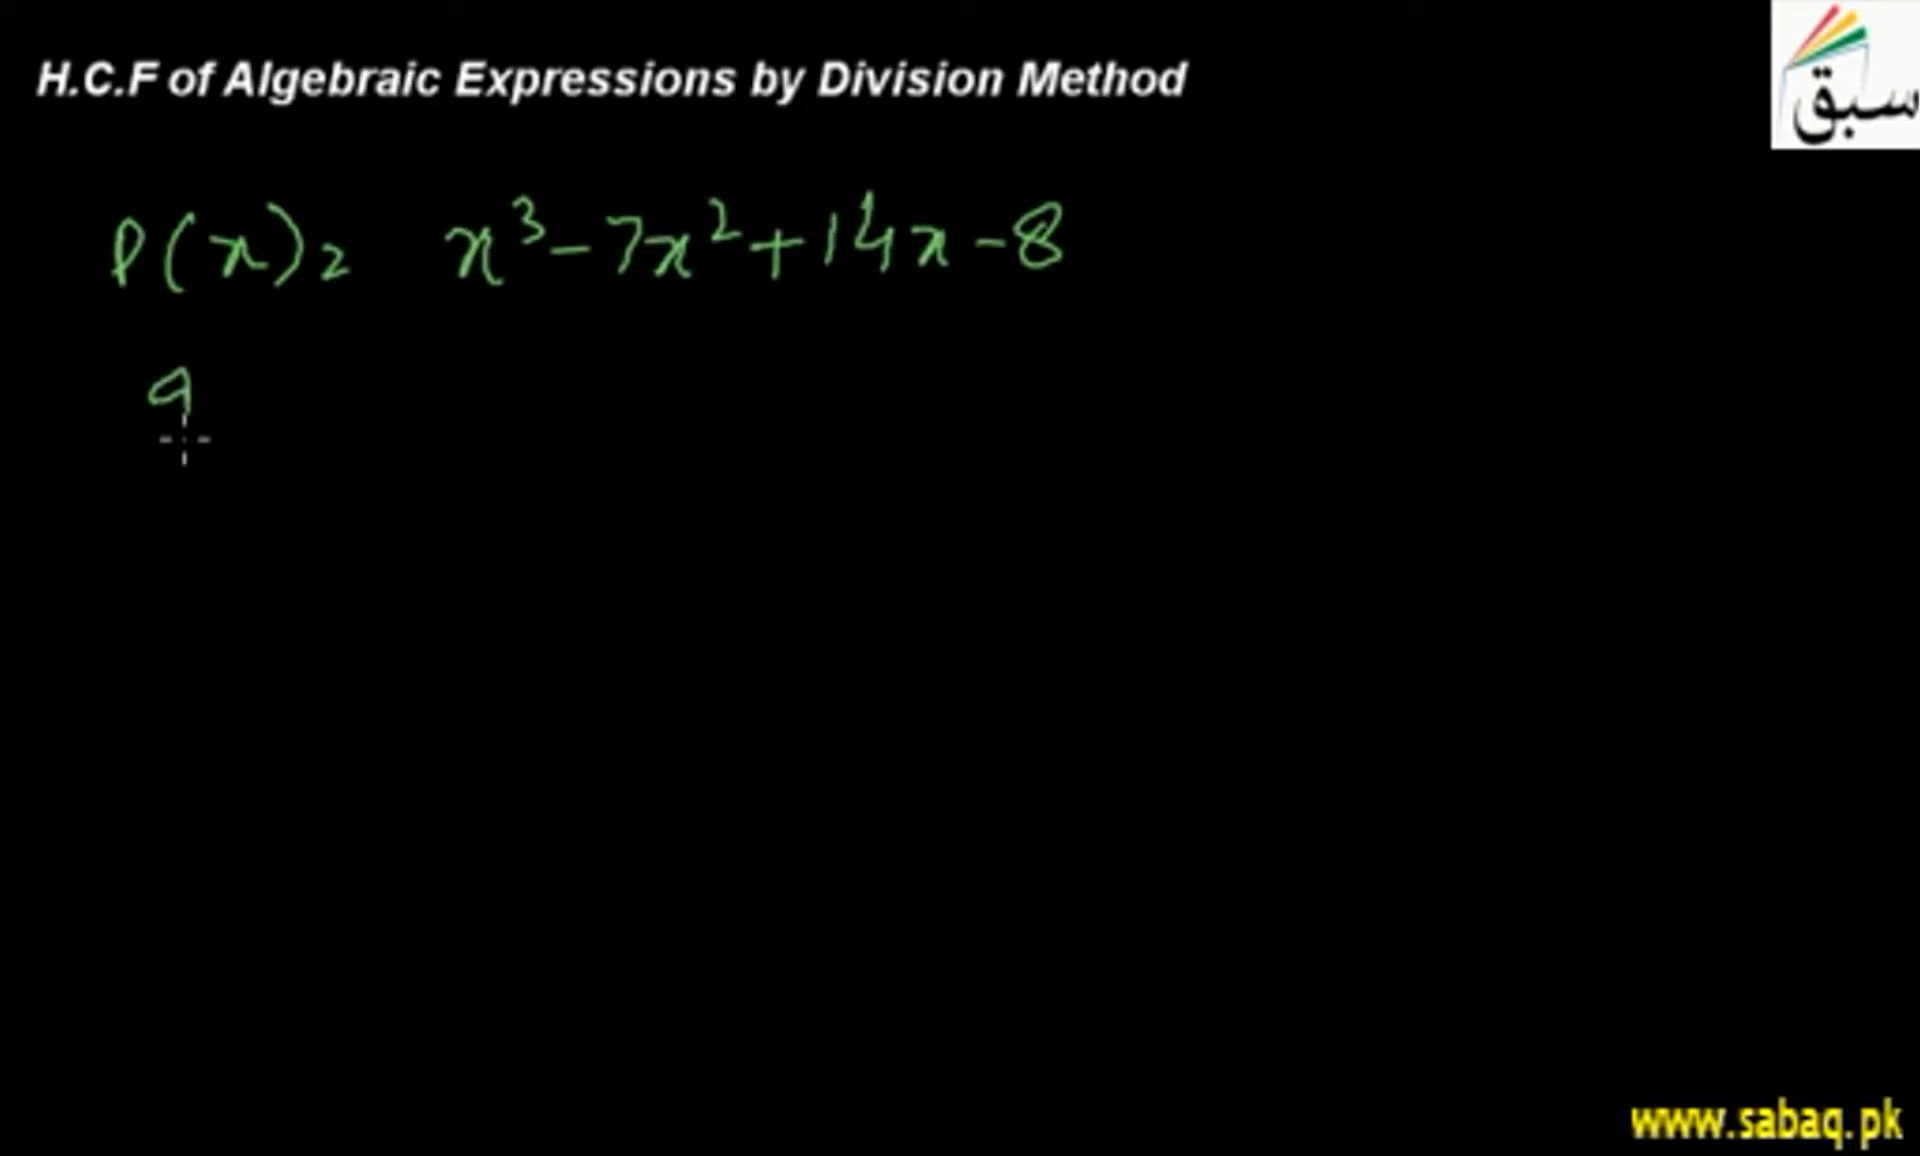 H.C.F of Algebraic Expressions by Division Method
سبق
P(x) = x³ - 7x² + 14x - 8
q
www.sabaq.pk